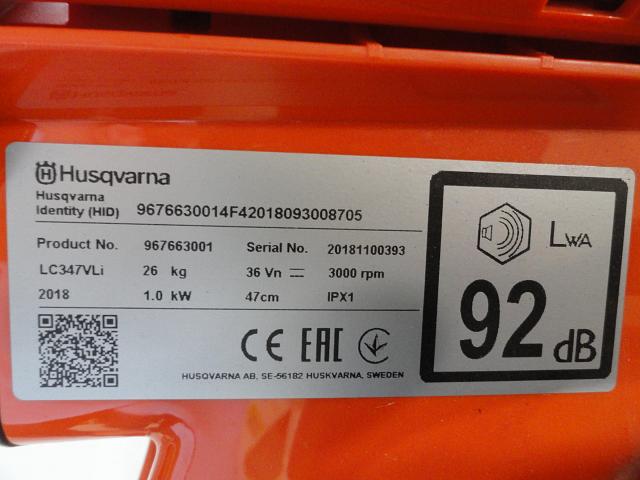 Husqvarna
Husqvarna
Identity (HID) 9676630014F42018093008705
Product No. 967663001 Serial No. 20181100393
LC347VLi 26 kg 36 Vn 3000 rpm
2018 1.0 kW 47cm IPX1
CE EAC
HUSQVARNA AB, SE-56182 HUSKVARNA, SWEDEN
LWA
92 dB